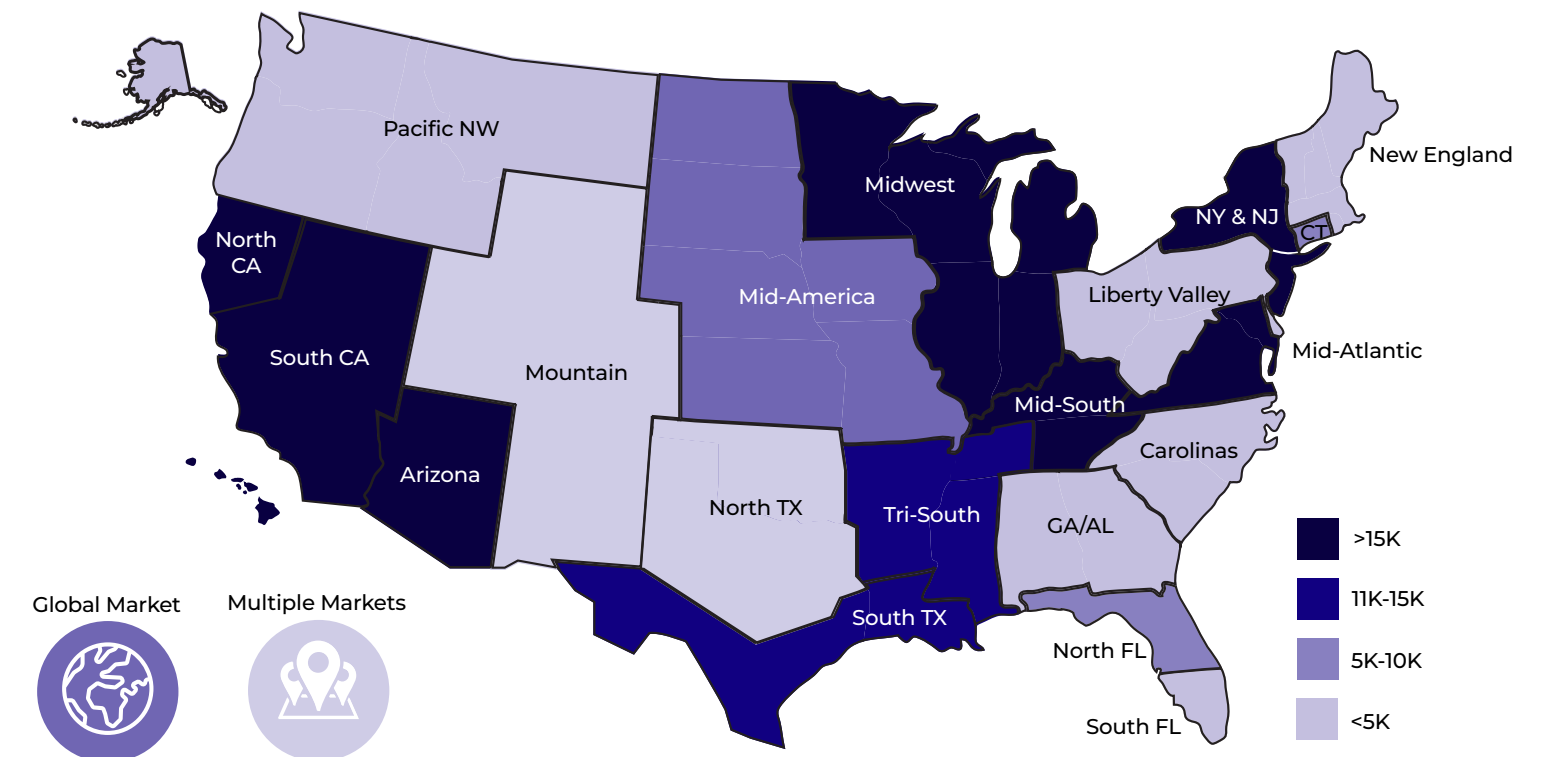 Pacific NW
New England
Midwest
NY & NJ
CT
North
CA
Mid-America
Liberty Valley
South CA
Mid-Atlantic
Mountain
Mid-South
Arizona
Carolinas
North TX
Tri-South
GA/AL
>15K
11K-15K
Global Market
Multiple Markets
South TX
North FL
5K-10K
South FL
<5K